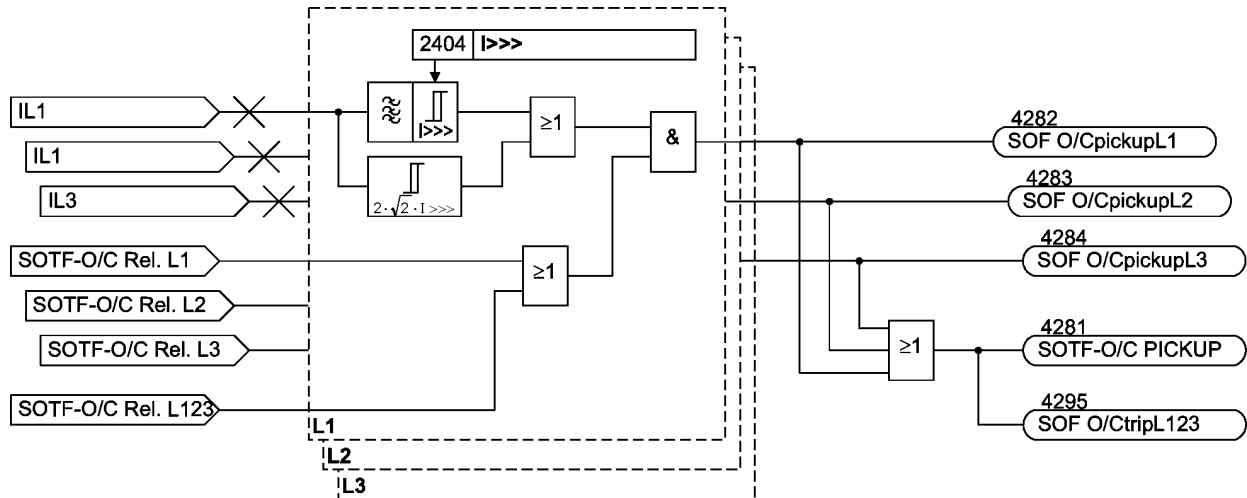 2404 I>>>
IL1
I>>>
≥1
4282
SOF O/CpickupL1
&
IL1
4283
SOF O/CpickupL2
IL3
2·√2·I >>>
4284
SOF O/CpickupL3
SOTF-O/C Rel. L1
≥1
SOTF-O/C Rel. L2
4281
SOTF-O/C PICKUP
SOTF-O/C Rel. L3
≥1
4295
SOF O/CtripL123
SOTF-O/C Rel. L123
L1
L2
L3